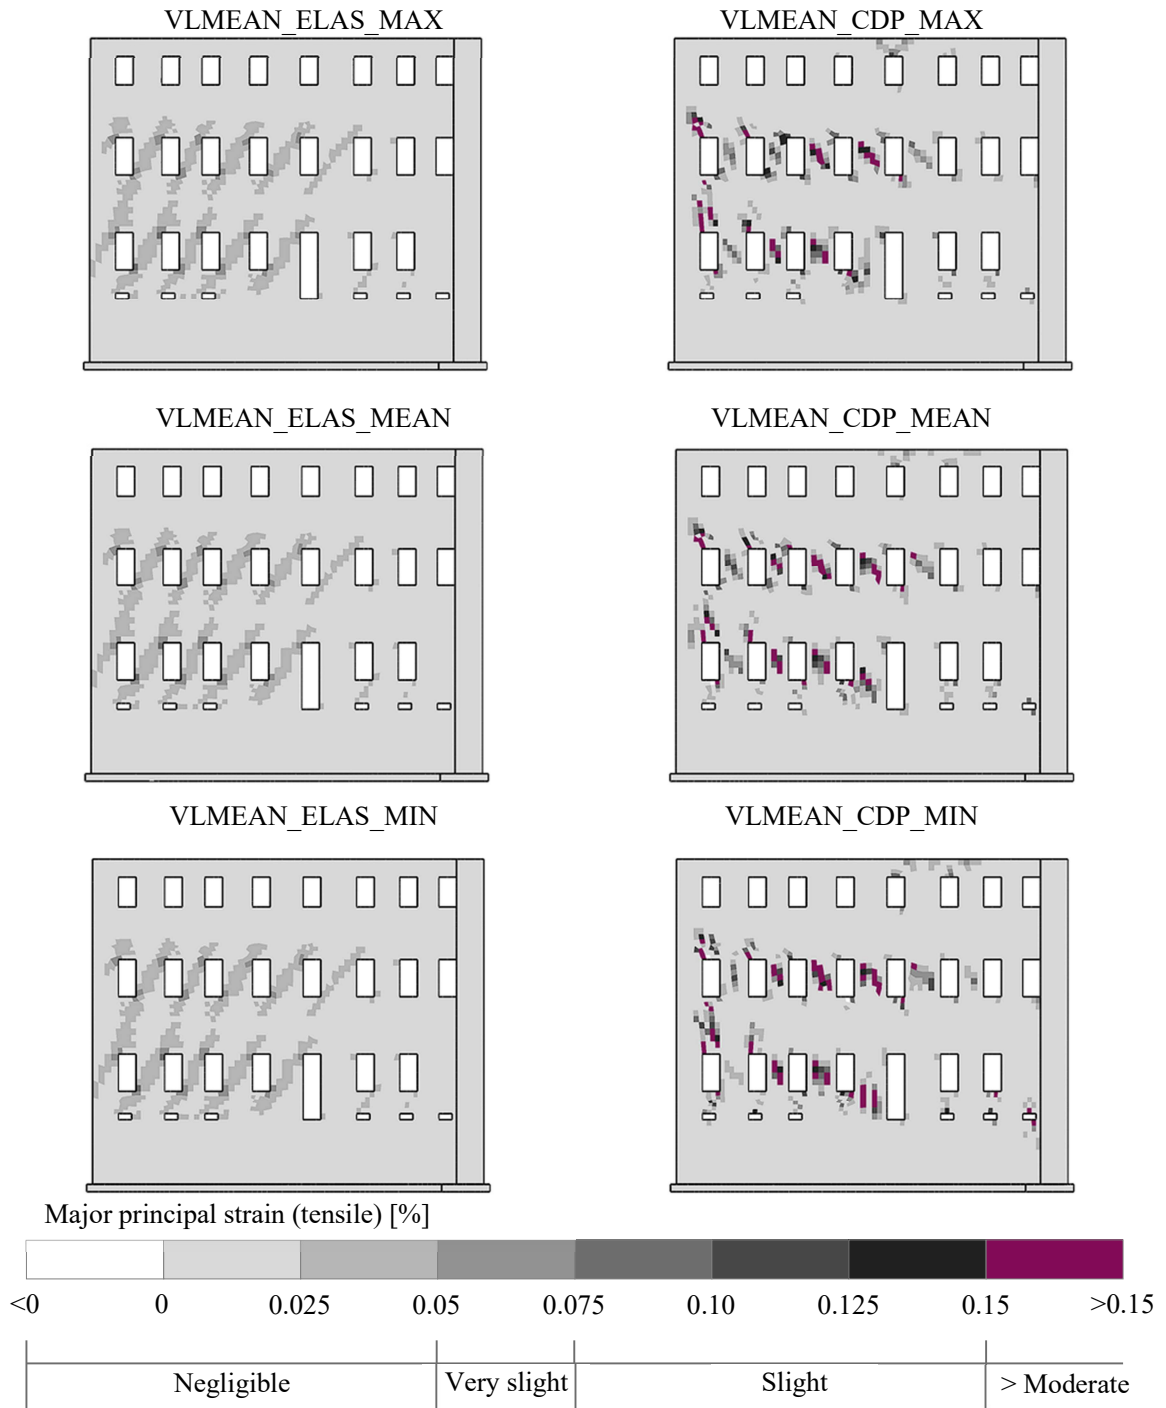 VLMEAN_ELAS_MAX VLMEAN_CDP_MAX
VLMEAN_ELAS_MEAN VLMEAN_CDP_MEAN
VLMEAN_ELAS_MIN VLMEAN_CDP_MIN
Major principal strain (tensile) [%]
<0 0 0.025 0.05 0.075 0.10 0.125 0.15 >0.15
Negligible Very slight Slight > Moderate